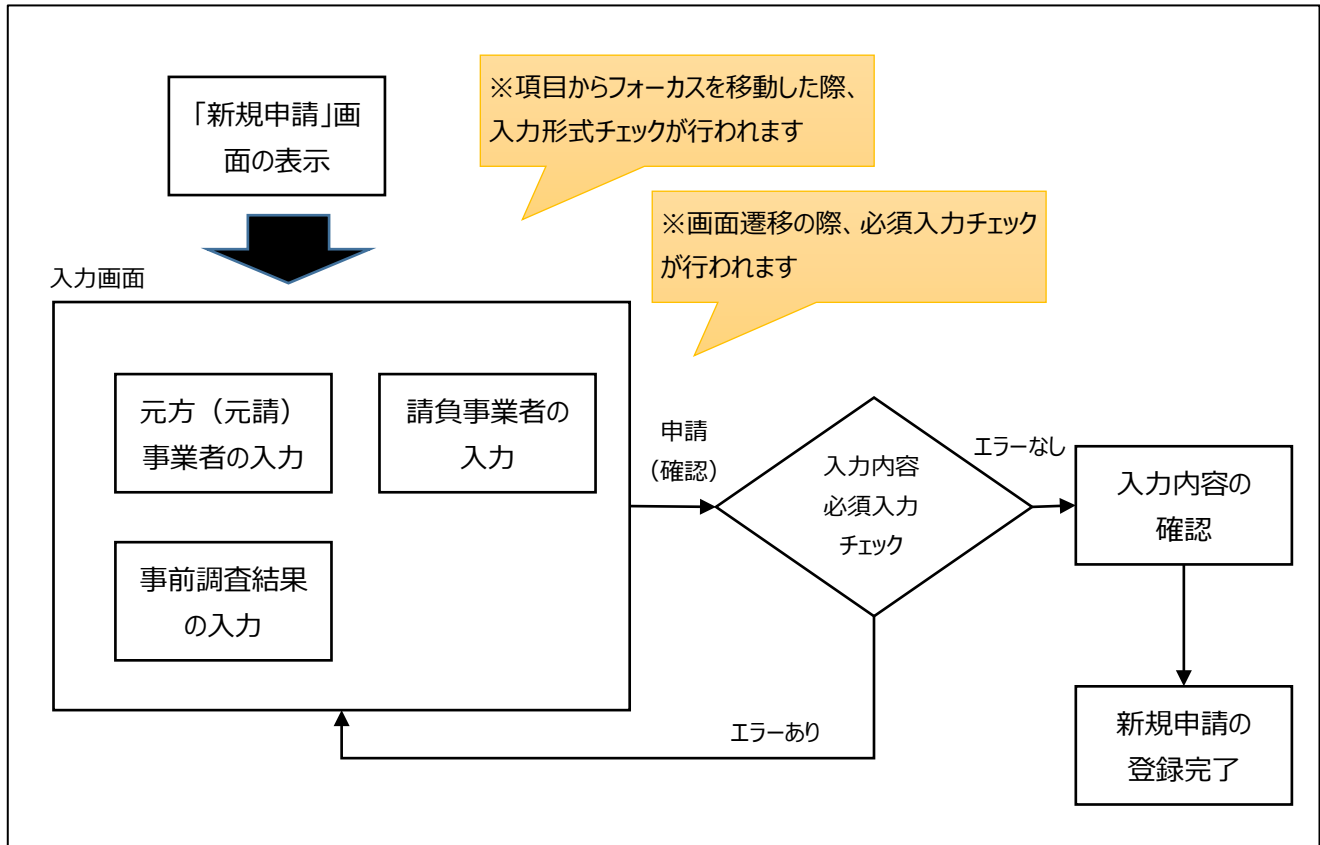 「新規申請」画
面の表示
※項目からフォーカスを移動した際、
入力形式チェックが行われます
※画面遷移の際、必須入力チェック
が行われます
入力画面
元方（元請）
事業者の入力
請負事業者の
入力
事前調査結果
の入力
申請
（確認）
入力内容
必須入力
チェック
エラーなし
入力内容の
確認
エラーあり
新規申請の
登録完了